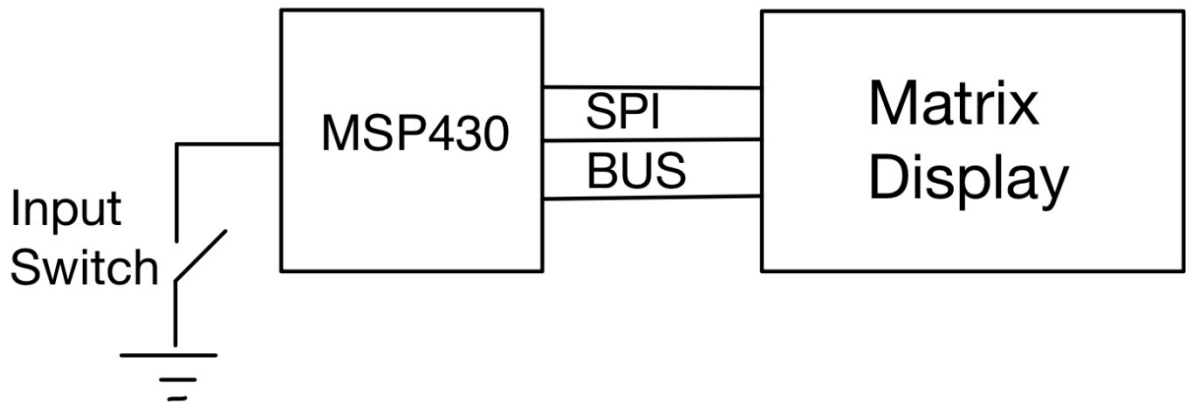 MSP430
SPI
BUS
Matrix
Display
Input
Switch